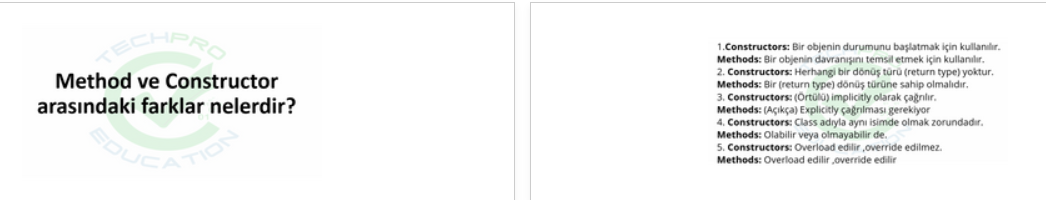 TECHPRO
Method ve Constructor
arasındaki farklar nelerdir?
EDUCATION
1.Constructors: Bir objenin durumunu başlatmak için kullanılır.
Methods: Bir objenin davranışını temsil etmek için kullanılır.
2. Constructors: Herhangi bir dönüş türü (return type) yoktur.
Methods: Bir (return type) dönüş türüne sahip olmalıdır.
3. Constructors: (Örtülü) implicitly olarak çağrılır.
Methods: (Açıkça) Explicitly çağrılması gerekiyor
4. Constructors: Class adıyla aynı isimde olmak zorundadır.
Methods: Olabilir veya olmayabilir de.
5. Constructors: Overload edilir ,override edilmez.
Methods: Overload edilir ,override edilir